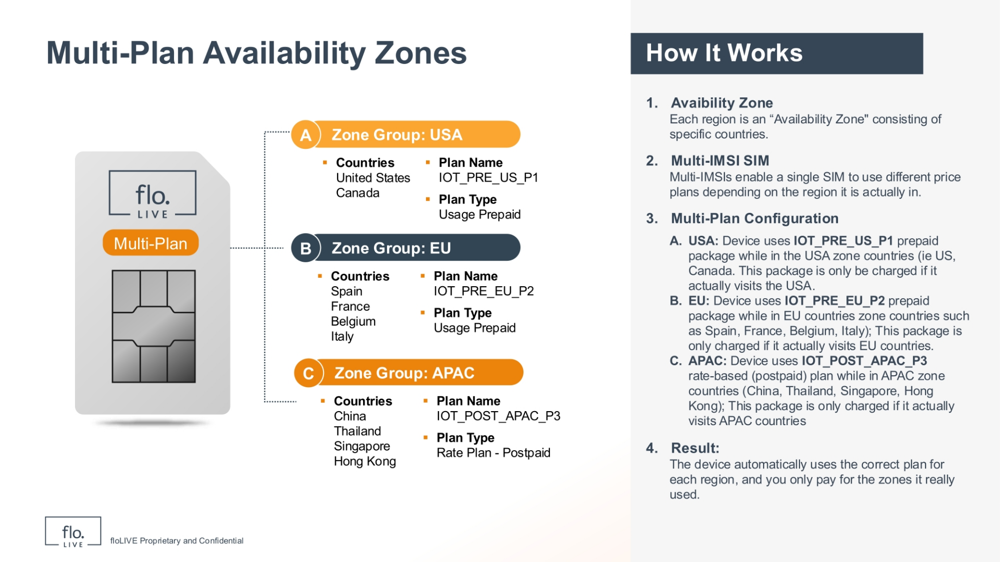 Multi-Plan Availability Zones
flo.
LIVE
Multi-Plan
A Zone Group: USA
Countries
United States
Canada
Plan Name
IOT_PRE_US_P1
Plan Type
Usage Prepaid
B Zone Group: EU
Countries
Spain
France
Belgium
Italy
Plan Name
IOT_PRE_EU_P2
Plan Type
Usage Prepaid
C Zone Group: APAC
Countries
China
Thailand
Singapore
Hong Kong
Plan Name
IOT_POST_APAC_P3
Plan Type
Rate Plan - Postpaid
How It Works
1. Avaibility Zone
Each region is an “Availability Zone" consisting of
specific countries.
2. Multi-IMSI SIM
Multi-IMSIs enable a single SIM to use different price
plans depending on the region it is actually in.
3. Multi-Plan Configuration
A. USA: Device uses IOT_PRE_US_P1 prepaid
package while in the USA zone countries (ie US,
Canada. This package is only be charged if it
actually visits the USA.
B. EU: Device uses IOT_PRE_EU_P2 prepaid
package while in EU countries zone countries such
as Spain, France, Belgium, Italy); This package is
only charged if it actually visits EU countries.
C. APAC: Device uses IOT_POST_APAC_P3
rate-based (postpaid) plan while in APAC zone
countries (China, Thailand, Singapore, Hong
Kong); This package is only charged if it actually
visits APAC countries
4. Result:
The device automatically uses the correct plan for
each region, and you only pay for the zones it really
used.
flo.
LIVE
floLIVE Proprietary and Confidential